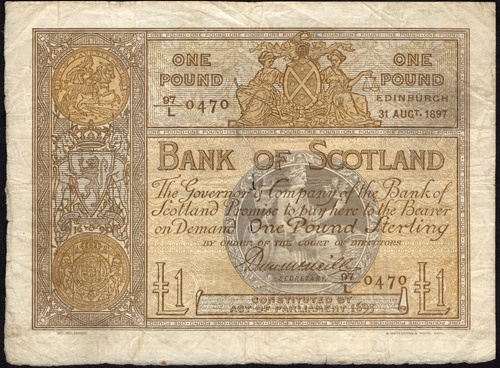 ONE POUND
ONE POUND
97/L 0470
EDINBURGH
31 AUGT. 1897
BANK OF SCOTLAND
The Governor & Company of the Bank of
Scotland Promise to pay here to the Bearer
on Demand One Pound Sterling
BY ORDER OF THE COURT OF DIRECTORS
SECRETARY
97/L 0470
£1
£1
CONSTITUTED BY
ACT OF PARLIAMENT 1695